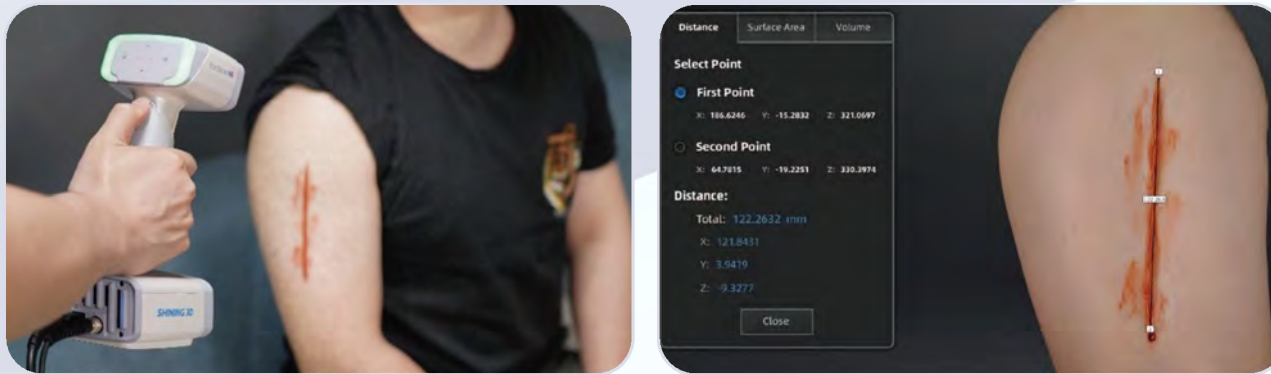 SHINING 3D
Distance Surface Area Volume
Select Point
First Point
X: 186.6246 Y: -15.2832 Z: 321.0697
Second Point
X: 64.7815 Y: -19.2251 Z: 330.3974
Distance:
Total: 122.2632 mm
X: 121.8431
Y: 3.9419
Z: -9.3277
Close